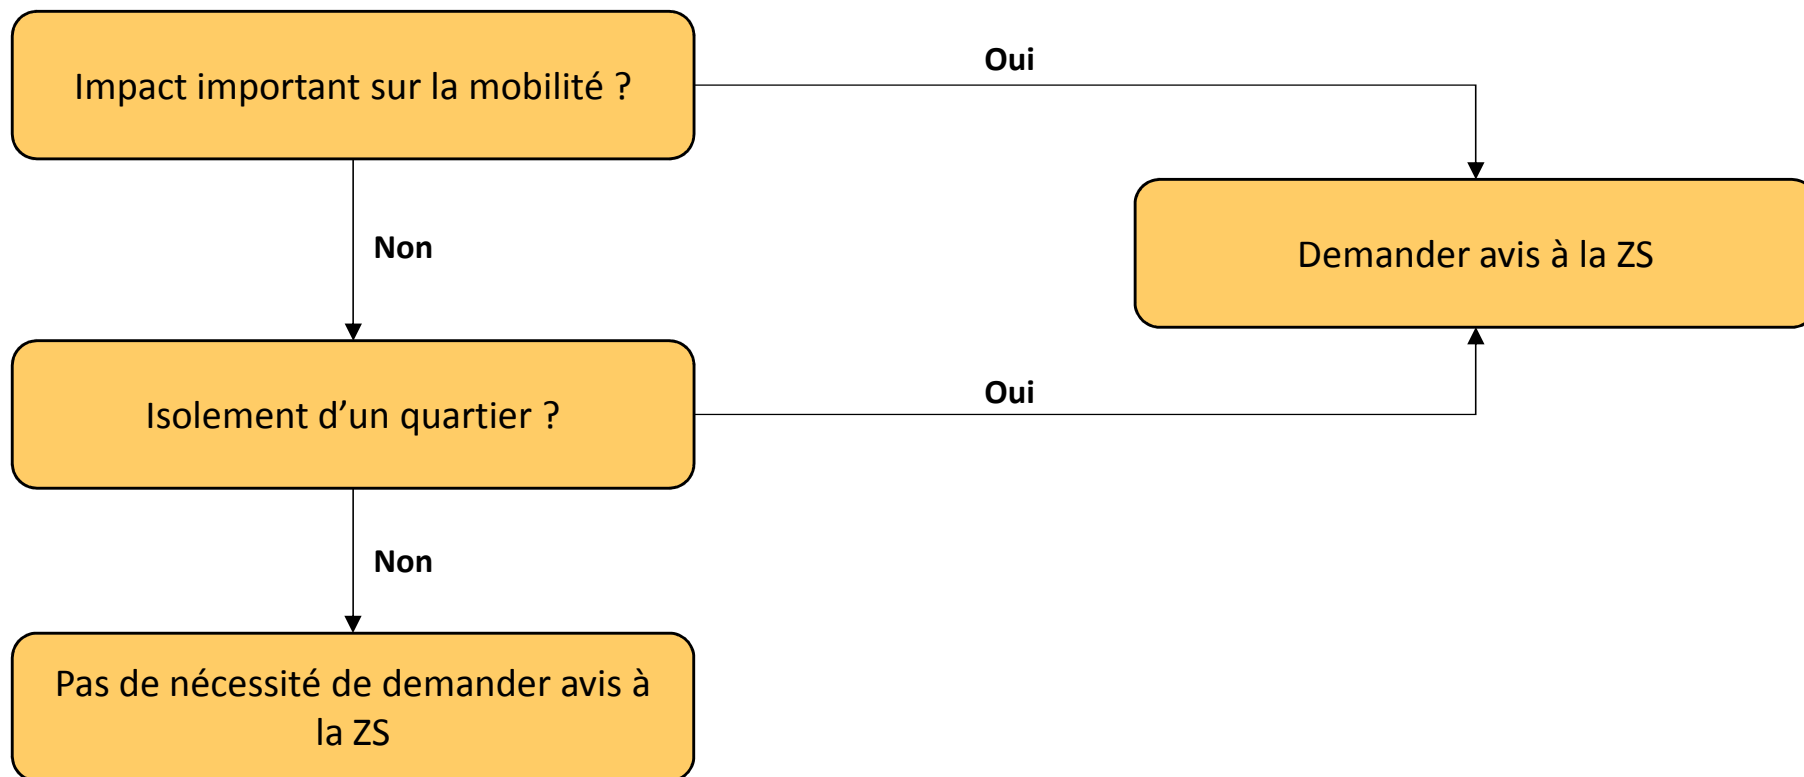 Impact important sur la mobilité ?
Oui
Demander avis à la ZS
Non
Isolement d’un quartier ?
Oui
Non
Pas de nécessité de demander avis à
la ZS